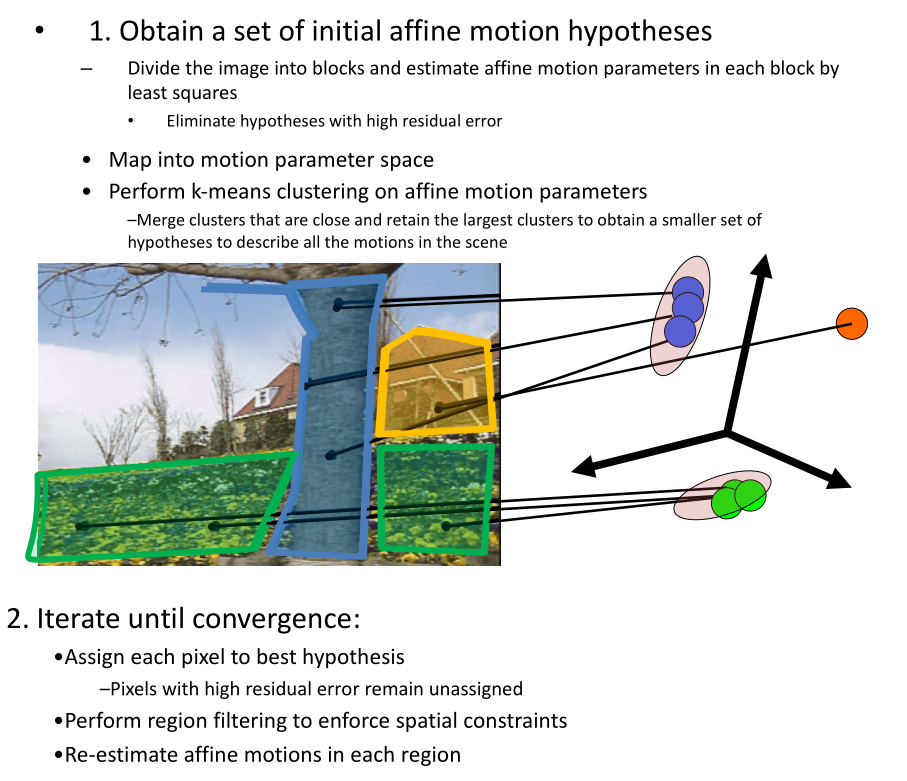 • 1. Obtain a set of initial affine motion hypotheses
– Divide the image into blocks and estimate affine motion parameters in each block by
least squares
• Eliminate hypotheses with high residual error
• Map into motion parameter space
• Perform k-means clustering on affine motion parameters
–Merge clusters that are close and retain the largest clusters to obtain a smaller set of
hypotheses to describe all the motions in the scene
2. Iterate until convergence:
•Assign each pixel to best hypothesis
–Pixels with high residual error remain unassigned
•Perform region filtering to enforce spatial constraints
•Re-estimate affine motions in each region